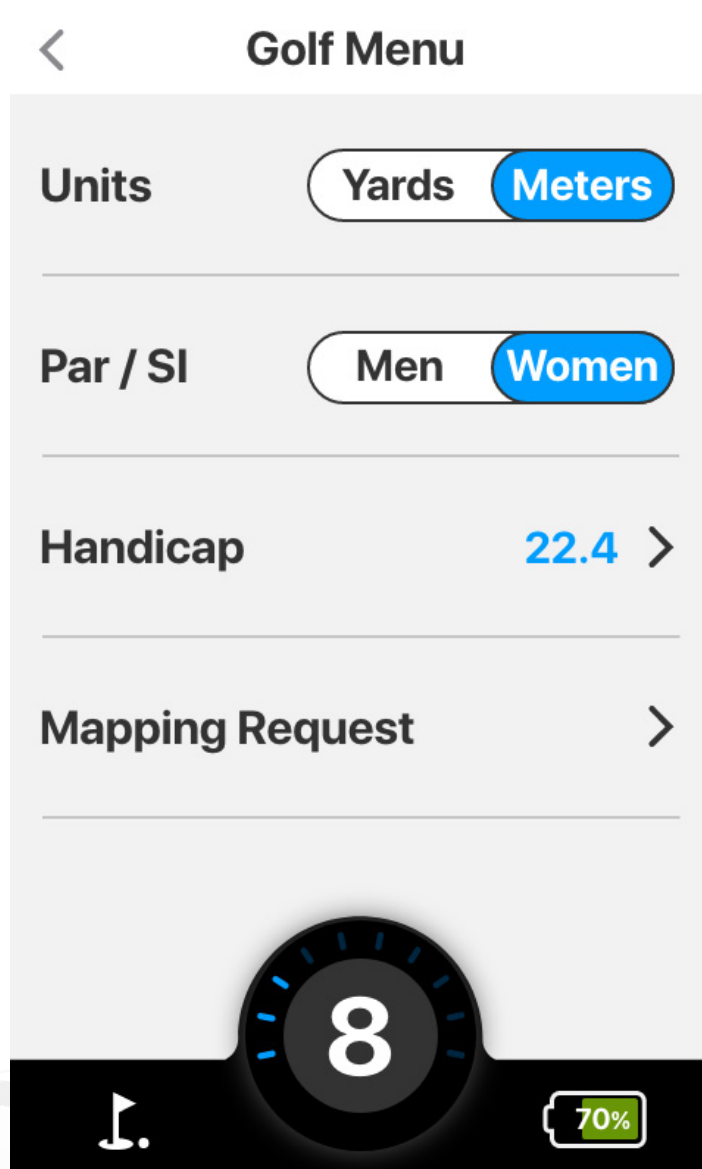 Golf Menu
Units Yards Meters
Par / SI Men Women
Handicap 22.4
Mapping Request
8
70%